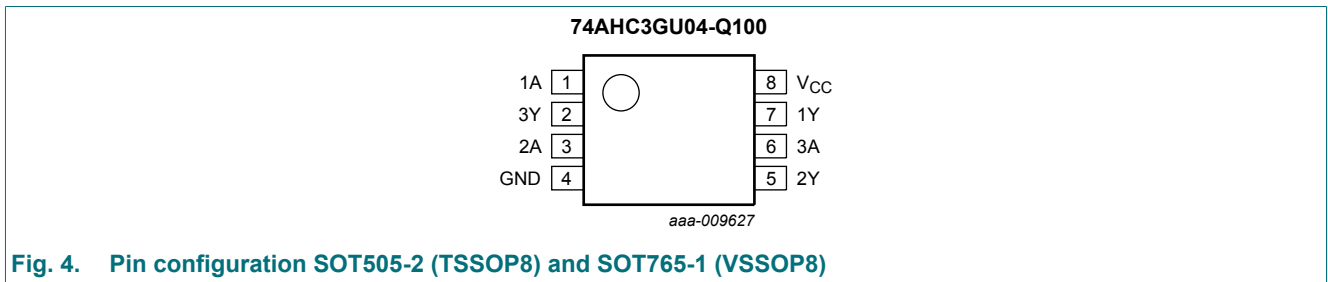 74AHC3GU04-Q100
1A 1 8 VCC
3Y 2 7 1Y
2A 3 6 3A
GND 4 5 2Y
aaa-009627
Fig. 4. Pin configuration SOT505-2 (TSSOP8) and SOT765-1 (VSSOP8)